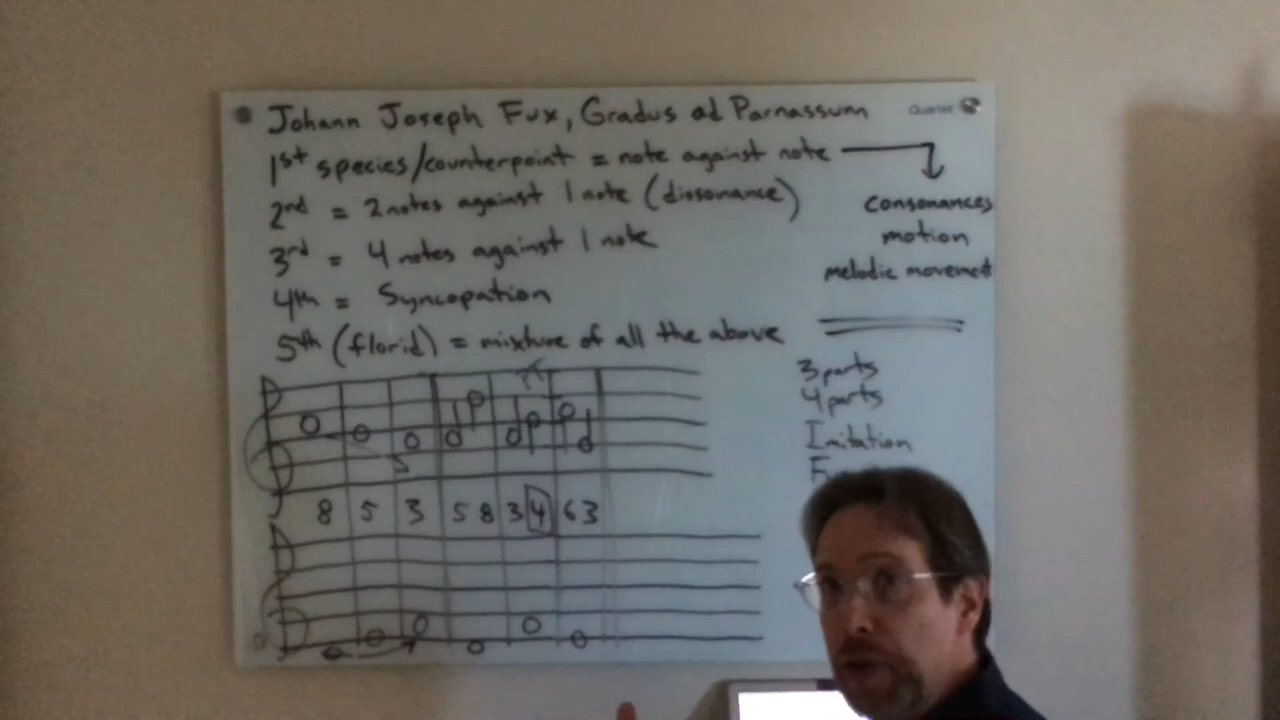 Johann Joseph Fux, Gradus ad Parnassum
Quartet
1st species/counterpoint = note against note
2nd = 2 notes against 1 note (dissonance)
3rd = 4 notes against 1 note
4th = Syncopation
5th (florid) = mixture of all the above
consonances
motion
melodic movement
3 parts
4 parts
Imitation
8 5 3 5 8 3 4 6 3